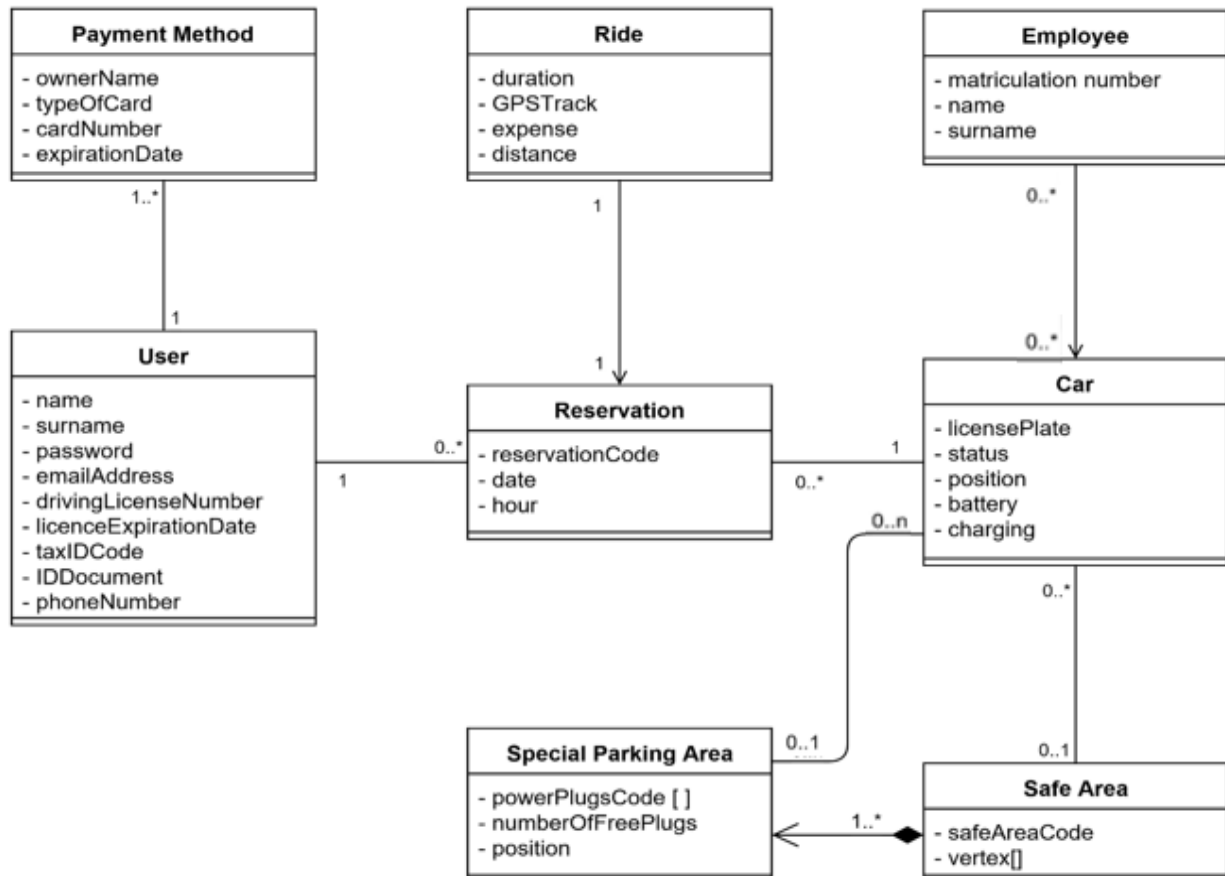 Payment Method
- ownerName
- typeOfCard
- cardNumber
- expirationDate
Ride
- duration
- GPSTrack
- expense
- distance
Employee
- matriculation number
- name
- surname
1..*
1
0..*
1
1
0..*
User
- name
- surname
- password
- emailAddress
- drivingLicenseNumber
- licenceExpirationDate
- taxIDCode
- IDDocument
- phoneNumber
0..*
1
Reservation
- reservationCode
- date
- hour
1
0..*
Car
- licensePlate
- status
- position
- battery
- charging
0..n
0..*
0..1
0..1
Special Parking Area
- powerPlugsCode [ ]
- numberOfFreePlugs
- position
1..*
Safe Area
- safeAreaCode
- vertex[]